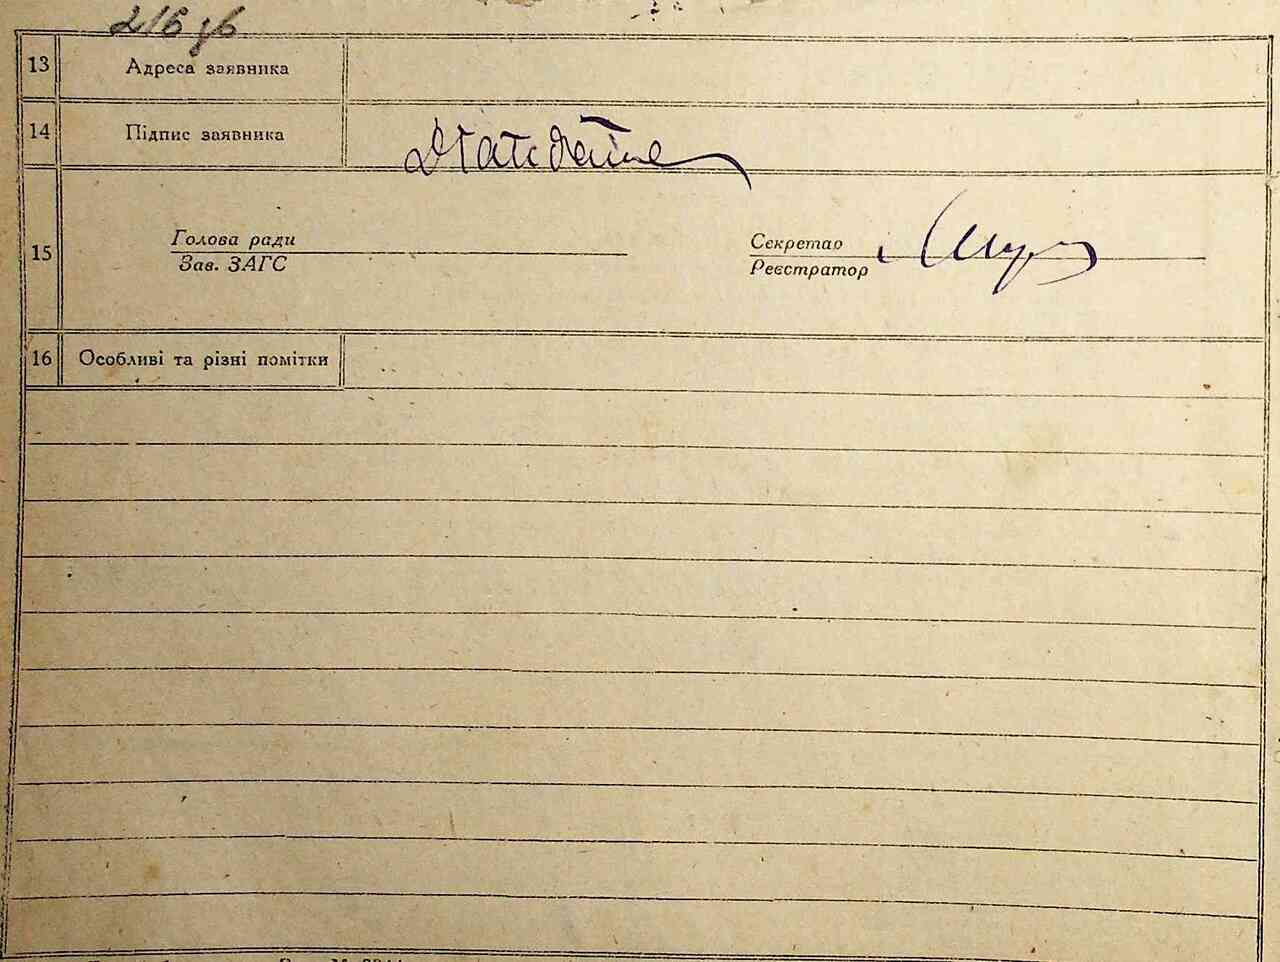 216 зв
13 Адреса заявника
14 Підпис заявника
15
Голова ради
Зав. ЗАГС
Секретар
Реєстратор
16 Особливі та різні помітки